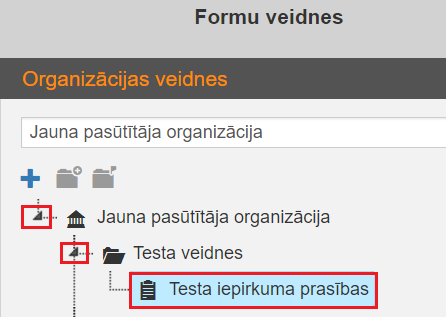 Formu veidnes
Organizācijas veidnes
Jauna pasūtītāja organizācija
Jauna pasūtītāja organizācija
Testa veidnes
Testa iepirkuma prasības